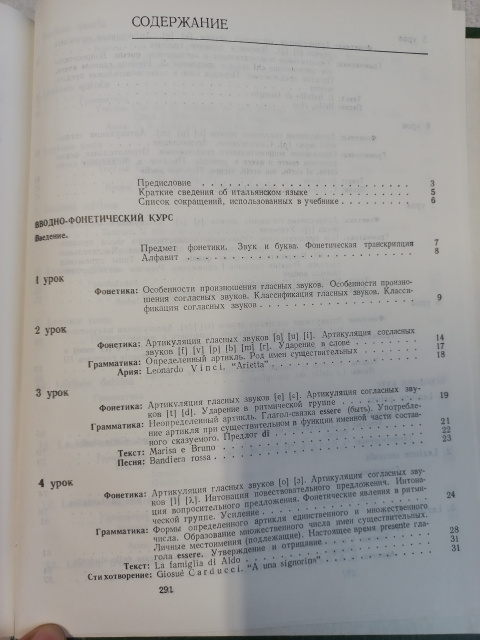 СОДЕРЖАНИЕ
Предисловие . . . . . . . . . . . . . . . . . . 3
Краткие сведения об итальянском языке . . . . . . . . 5
Список сокращений, использованных в учебнике . . . . . . 6
ВВОДНО-ФОНЕТИЧЕСКИЙ КУРС
Введение.
Предмет фонетики. Звук и буква. Фонетическая транскрипция 7
Алфавит . . . . . . . . . . . . . . . . . . . . 8
1 урок
Фонетика: Особенности произношения гласных звуков. Особенности произно-
шения согласных звуков. Классификация гласных звуков. Класси-
фикация согласных звуков . . . . . . . . . . . . . . 9
2 урок
Фонетика: Артикуляция гласных звуков [a] [u] [i]. Артикуляция согласных
звуков [f] [v] [p] [b] [m] [r]. Ударение в слове . . . . . . 14
Грамматика: Определенный артикль. Род имен существительных . . . . . 17
Ария: Leonardo Vinci. "Arietta" . . . . . . . . . . . . 18
3 урок
Фонетика: Артикуляция гласных звуков [e] [ɛ]. Артикуляция согласных зву-
ков [t] [d]. Ударение в ритмической группе . . . . . . . 19
Грамматика: Неопределенный артикль. Глагол-связка essere (быть). Употребле-
ние артикля при существительном в функции именной части состав-
ного сказуемого. Предлог di . . . . . . . . . . . . 21
Текст: Marisa e Bruno . . . . . . . . . . . . . . . . 22
Песня: Bandiera rossa . . . . . . . . . . . . . . . . 23
4 урок
Фонетика: Артикуляция гласных звуков [o] [ɔ]. Артикуляция согласных зву-
ков [l] [ʎ]. Интонация повествовательного предложения. Интона-
ция вопросительного предложения. Фонетические явления в ритми-
ческой группе. Усиление . . . . . . . . . . . . . . 24
Грамматика: Формы определенного артикля единственного и множественного
числа. Образование множественного числа имен существительных.
Личные местоимения (подлежащие). Настоящее время presente гла-
гола essere. Утверждение и отрицание . . . . . . . . . 28
Текст: La famiglia di Aldo . . . . . . . . . . . . . . 31
Стихотворение: Giosuè Carducci. "A una signorina" . . . . . . . . . 31
291